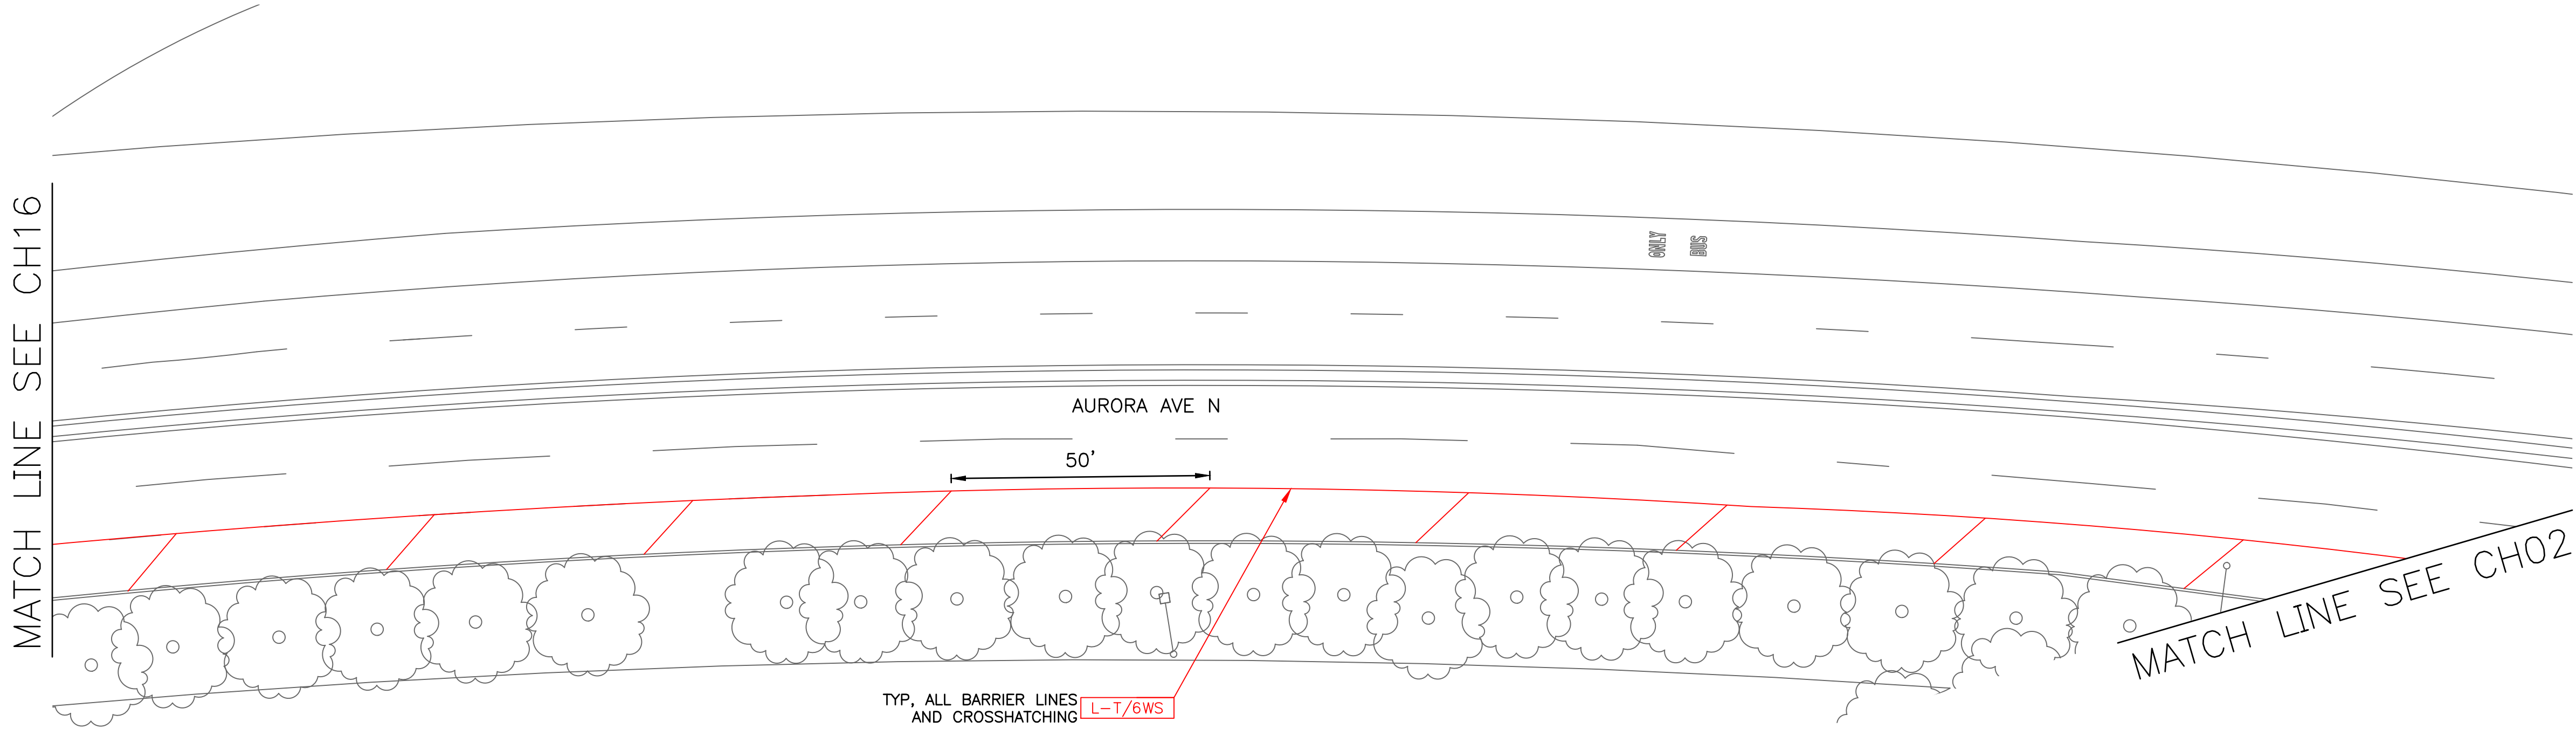 MATCH LINE SEE CH16
ONLY
BUS
AURORA AVE N
50'
TYP, ALL BARRIER LINES
AND CROSSHATCHING
L-T/6WS
MATCH LINE SEE CH02